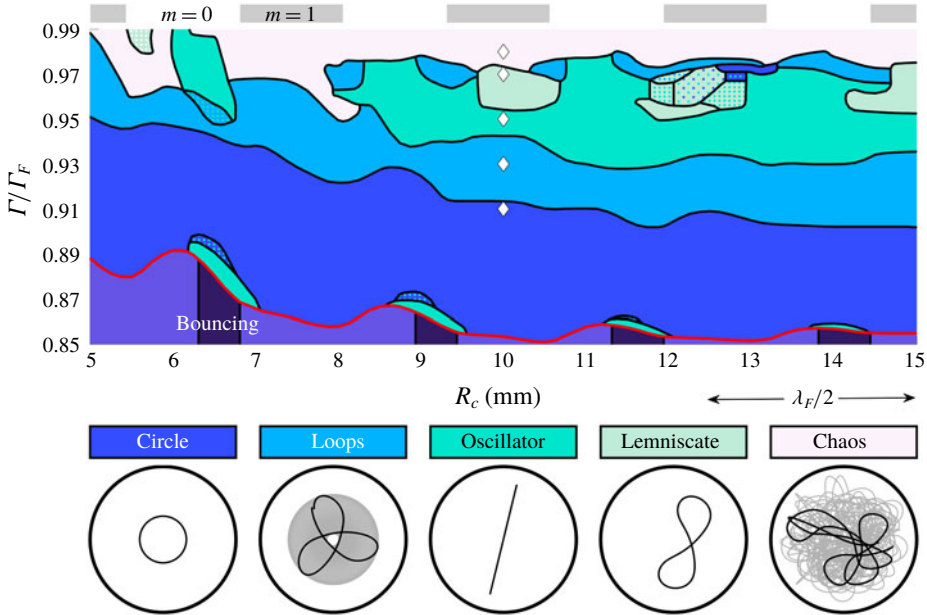 m = 0 m = 1
0.99
0.97
0.95
0.93
0.91
0.89
0.87
0.85
Γ/Γ_F
Bouncing
5 6 7 8 9 10 11 12 13 14 15
R_c (mm)
λ_F/2
Circle Loops Oscillator Lemniscate Chaos